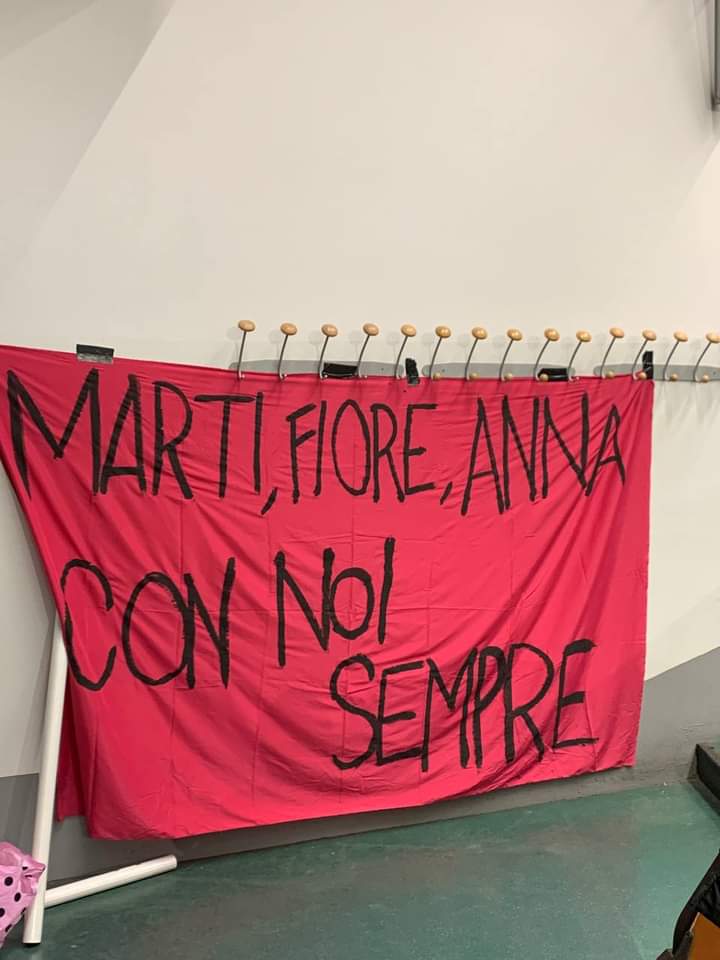 MARTI, FIORE, ANNA
CON NOI
SEMPRE